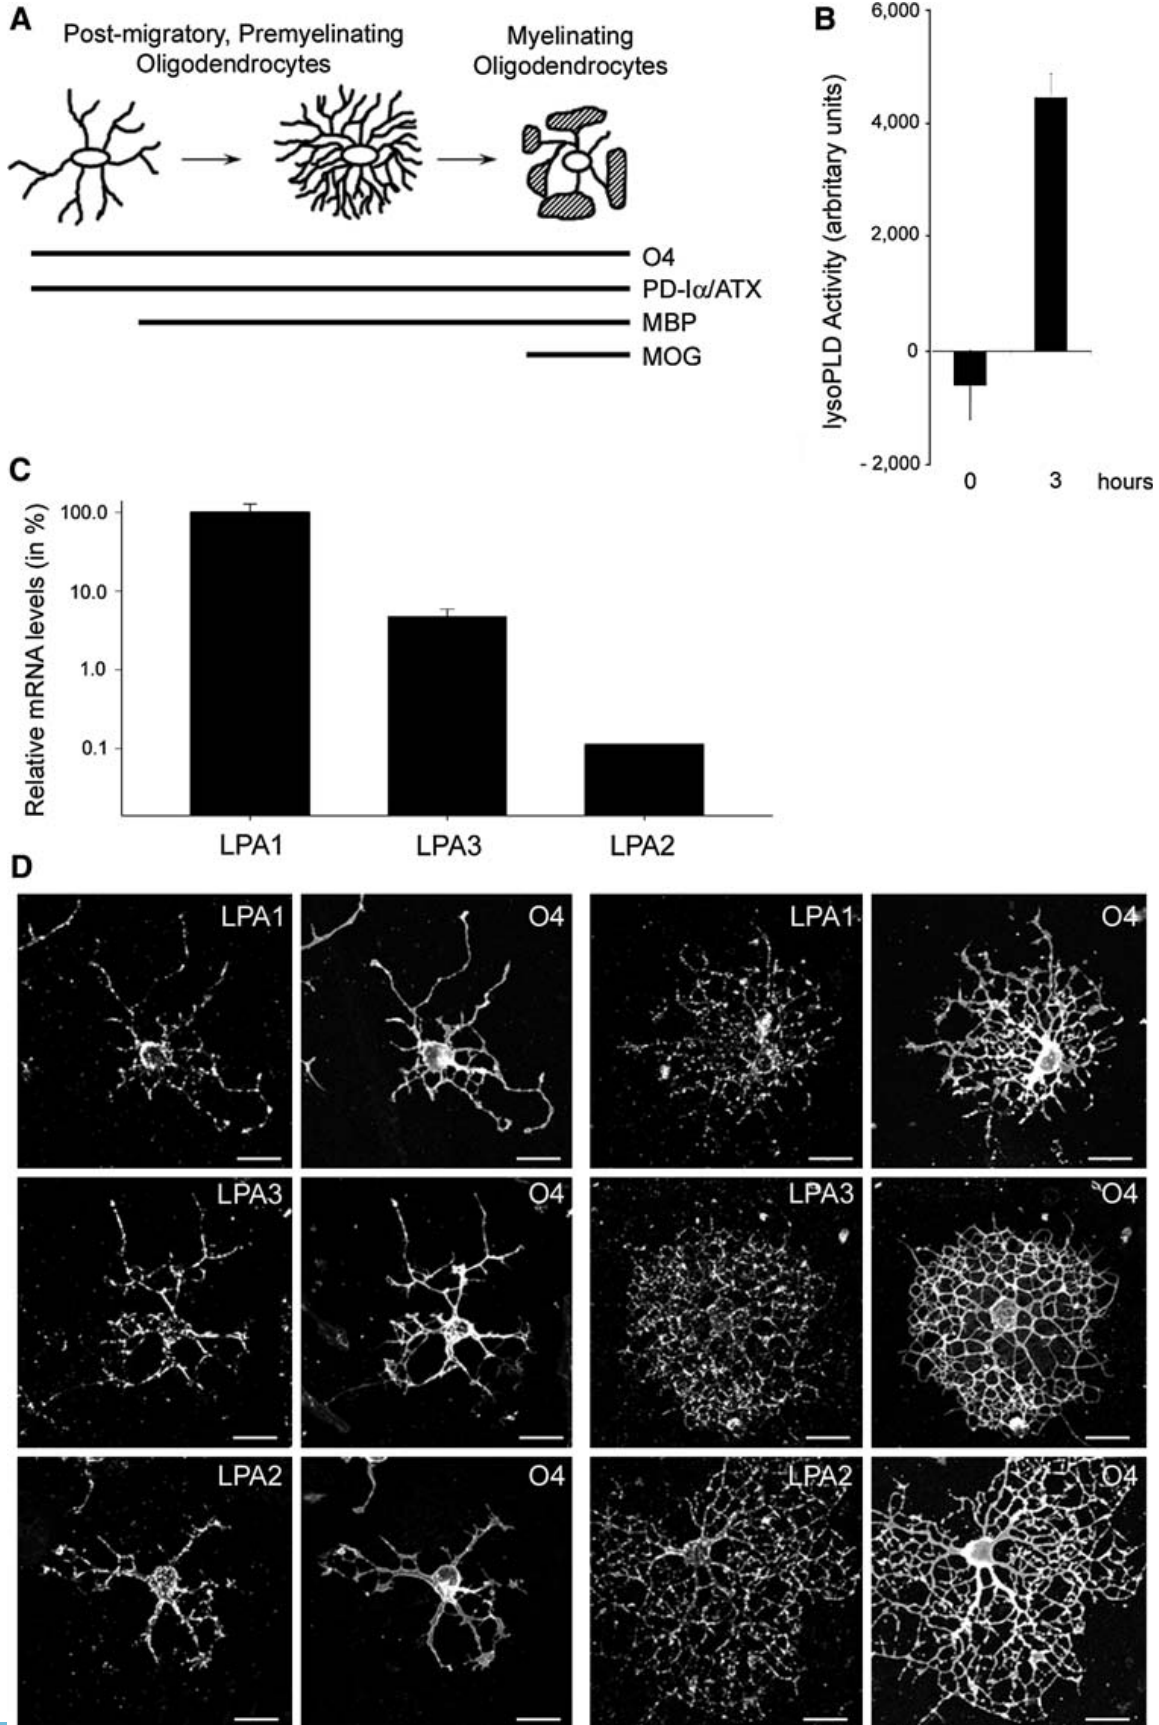 A
Post-migratory, Premyelinating
Oligodendrocytes
Myelinating
Oligodendrocytes
O4
PD-Iα/ATX
MBP
MOG
B
lysoPLD Activity (arbritary units)
6,000
4,000
2,000
0
- 2,000
0 3 hours
C
Relative mRNA levels (in %)
100.0
10.0
1.0
0.1
LPA1 LPA3 LPA2
D
LPA1 O4 LPA1 O4
LPA3 O4 LPA3 O4
LPA2 O4 LPA2 O4